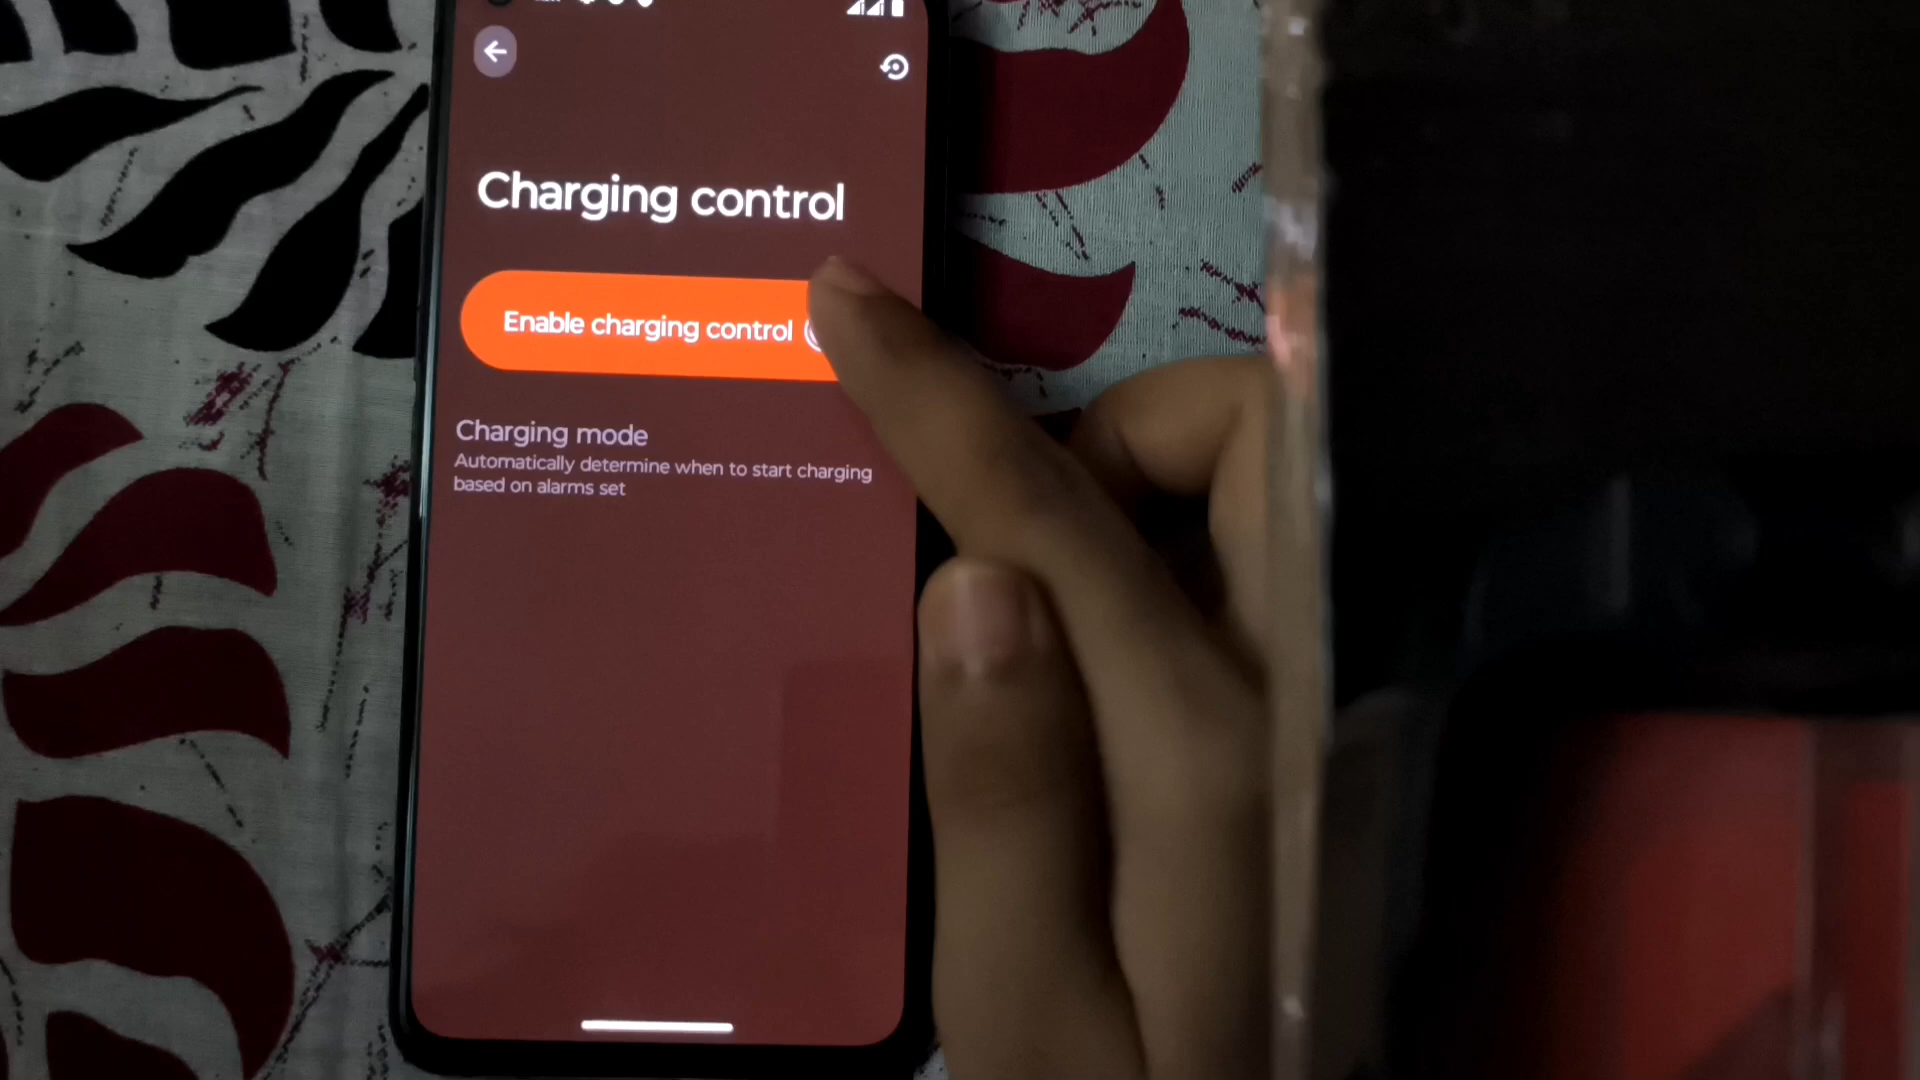 Charging control
Enable charging control
Charging mode
Automatically determine when to start charging
based on alarms set